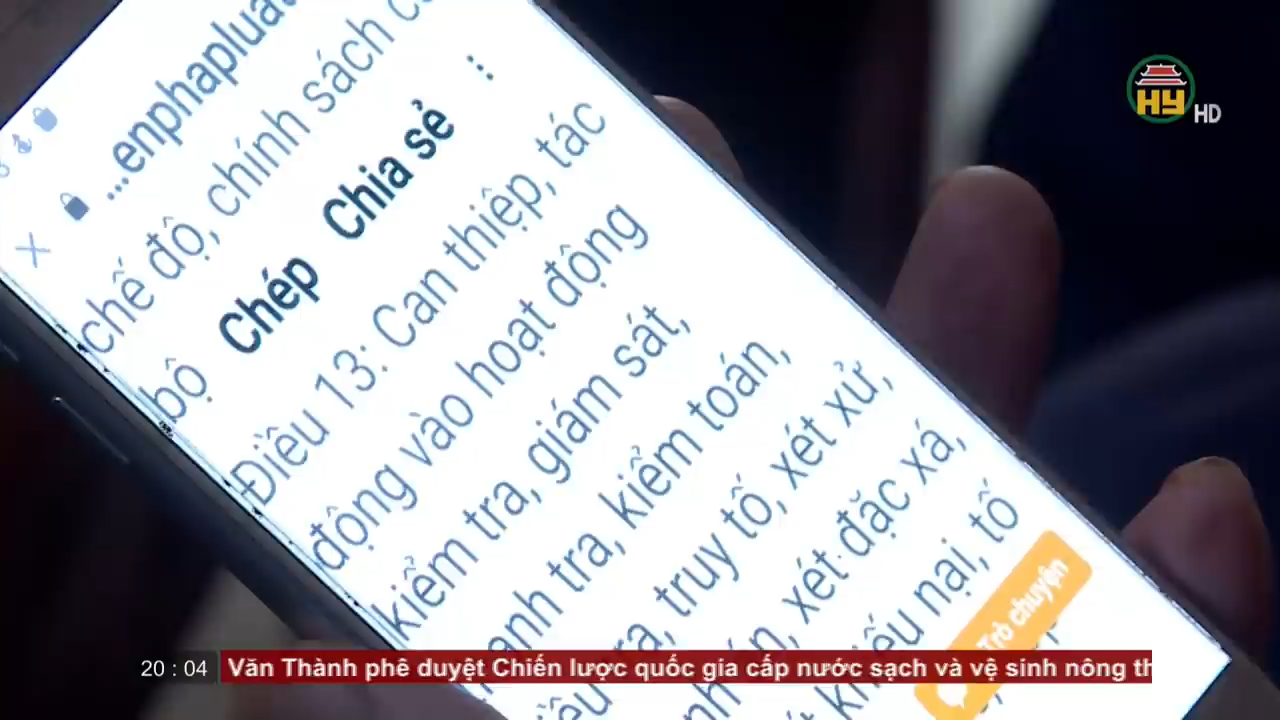 ...enphapluat
chế độ, chính sách
Chép Chia sẻ
bộ
Điều 13: Can thiệp, tác
động vào hoạt động
kiểm tra, giám sát,
tra, kiểm toán,
truy tố, xét xử,
xét đặc xá,
nại, tố
Trò chuyện
HY HD
20 : 04 Văn Thành phê duyệt Chiến lược quốc gia cấp nước sạch và vệ sinh nông